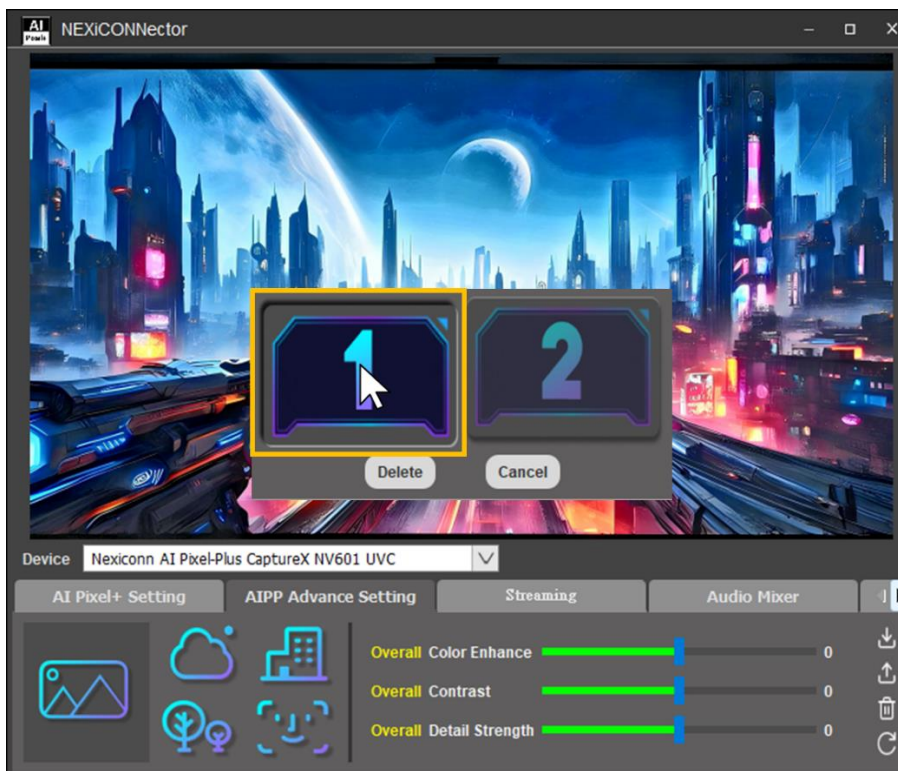 AI
Pixels
NEXiCONNector
1
2
Delete
Cancel
Device
Nexiconn AI Pixel-Plus CaptureX NV601 UVC
AI Pixel+ Setting
AIPP Advance Setting
Streaming
Audio Mixer
Overall Color Enhance
0
Overall Contrast
0
Overall Detail Strength
0